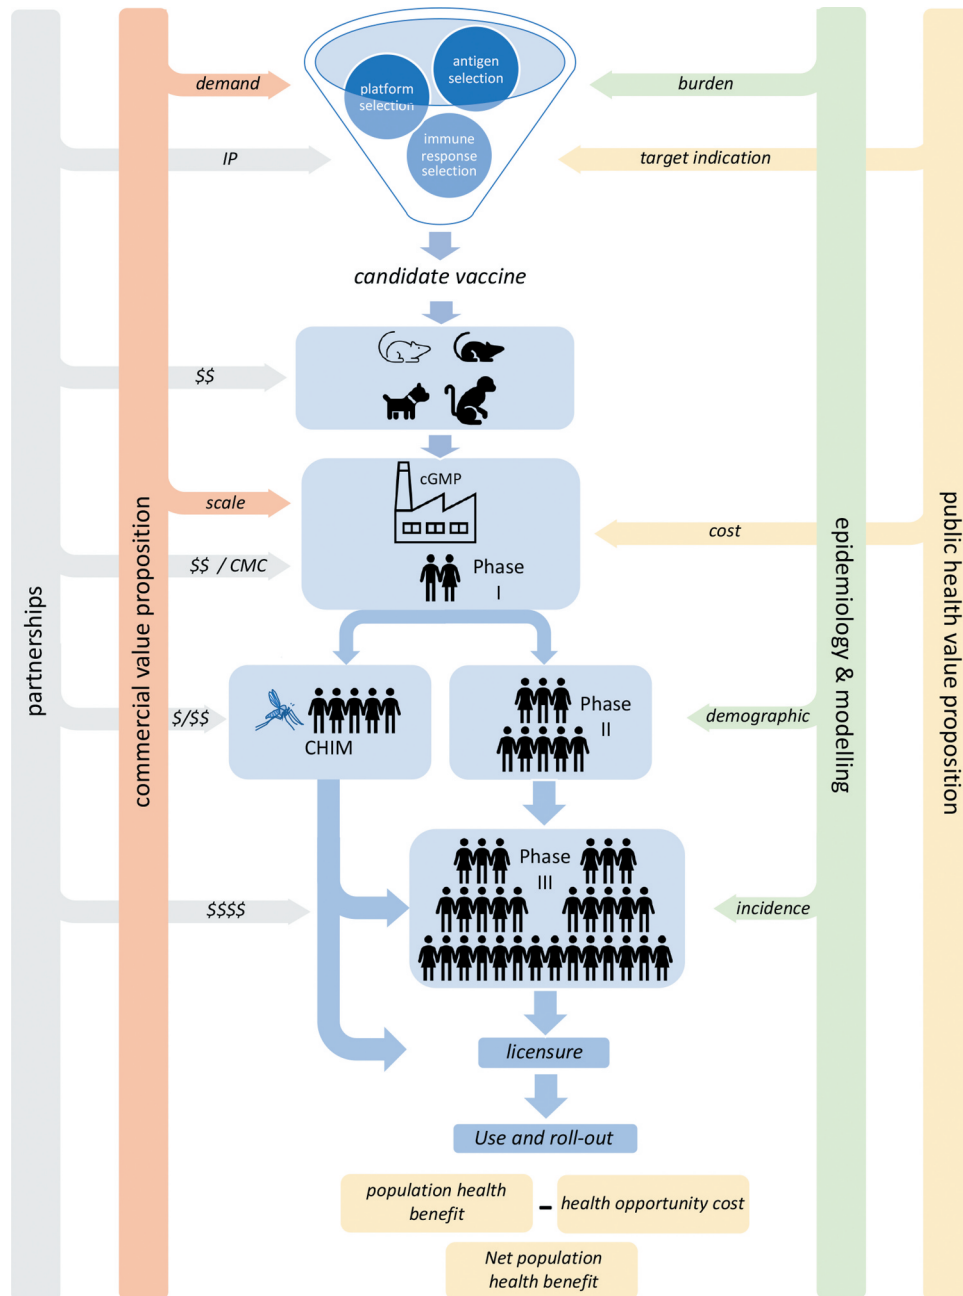 antigen
selection
platform
selection
immune
response
selection
demand
burden
IP
target indication
candidate vaccine
$$
cGMP
scale
cost
$$ / CMC
Phase
I
partnerships
commercial value proposition
epidemiology & modelling
public health value proposition
$/$$
CHIM
Phase
II
demographic
Phase
III
$$$$
incidence
licensure
Use and roll-out
population health
benefit
–
health opportunity cost
Net population
health benefit